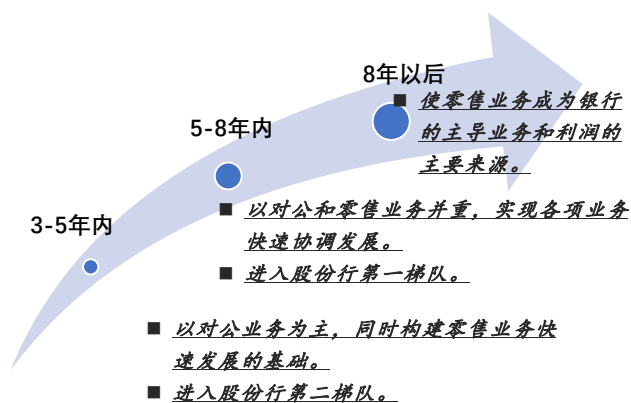 8年以后
■ 使零售业务成为银行
的主导业务和利润的
主要来源。
5-8年内
■ 以对公和零售业务并重，实现各项业务
快速协调发展。
■ 进入股份行第一梯队。
3-5年内
■ 以对公业务为主，同时构建零售业务快
速发展的基础。
■ 进入股份行第二梯队。